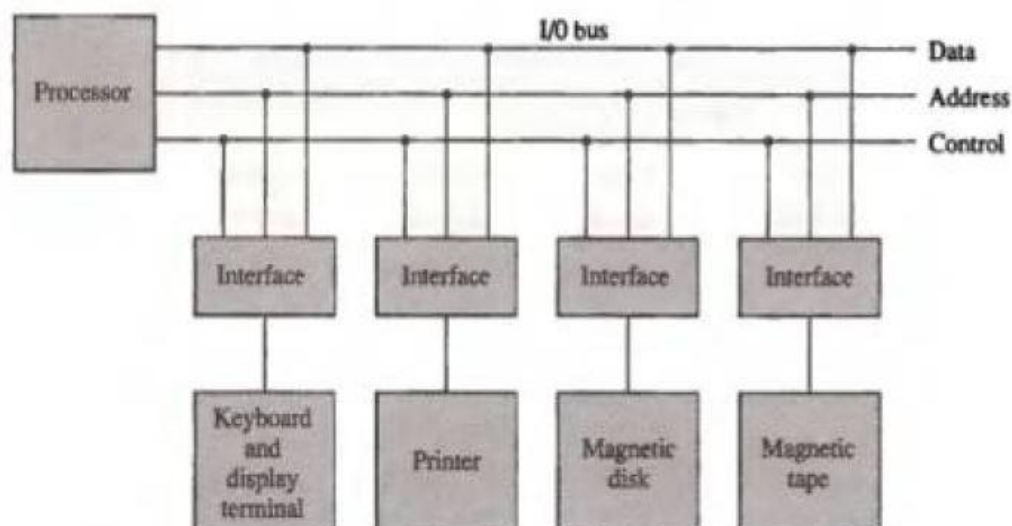 I/0 bus
Data
Processor
Address
Control
Interface
Interface
Interface
Interface
Keyboard
and
display
terminal
Printer
Magnetic
disk
Magnetic
tape